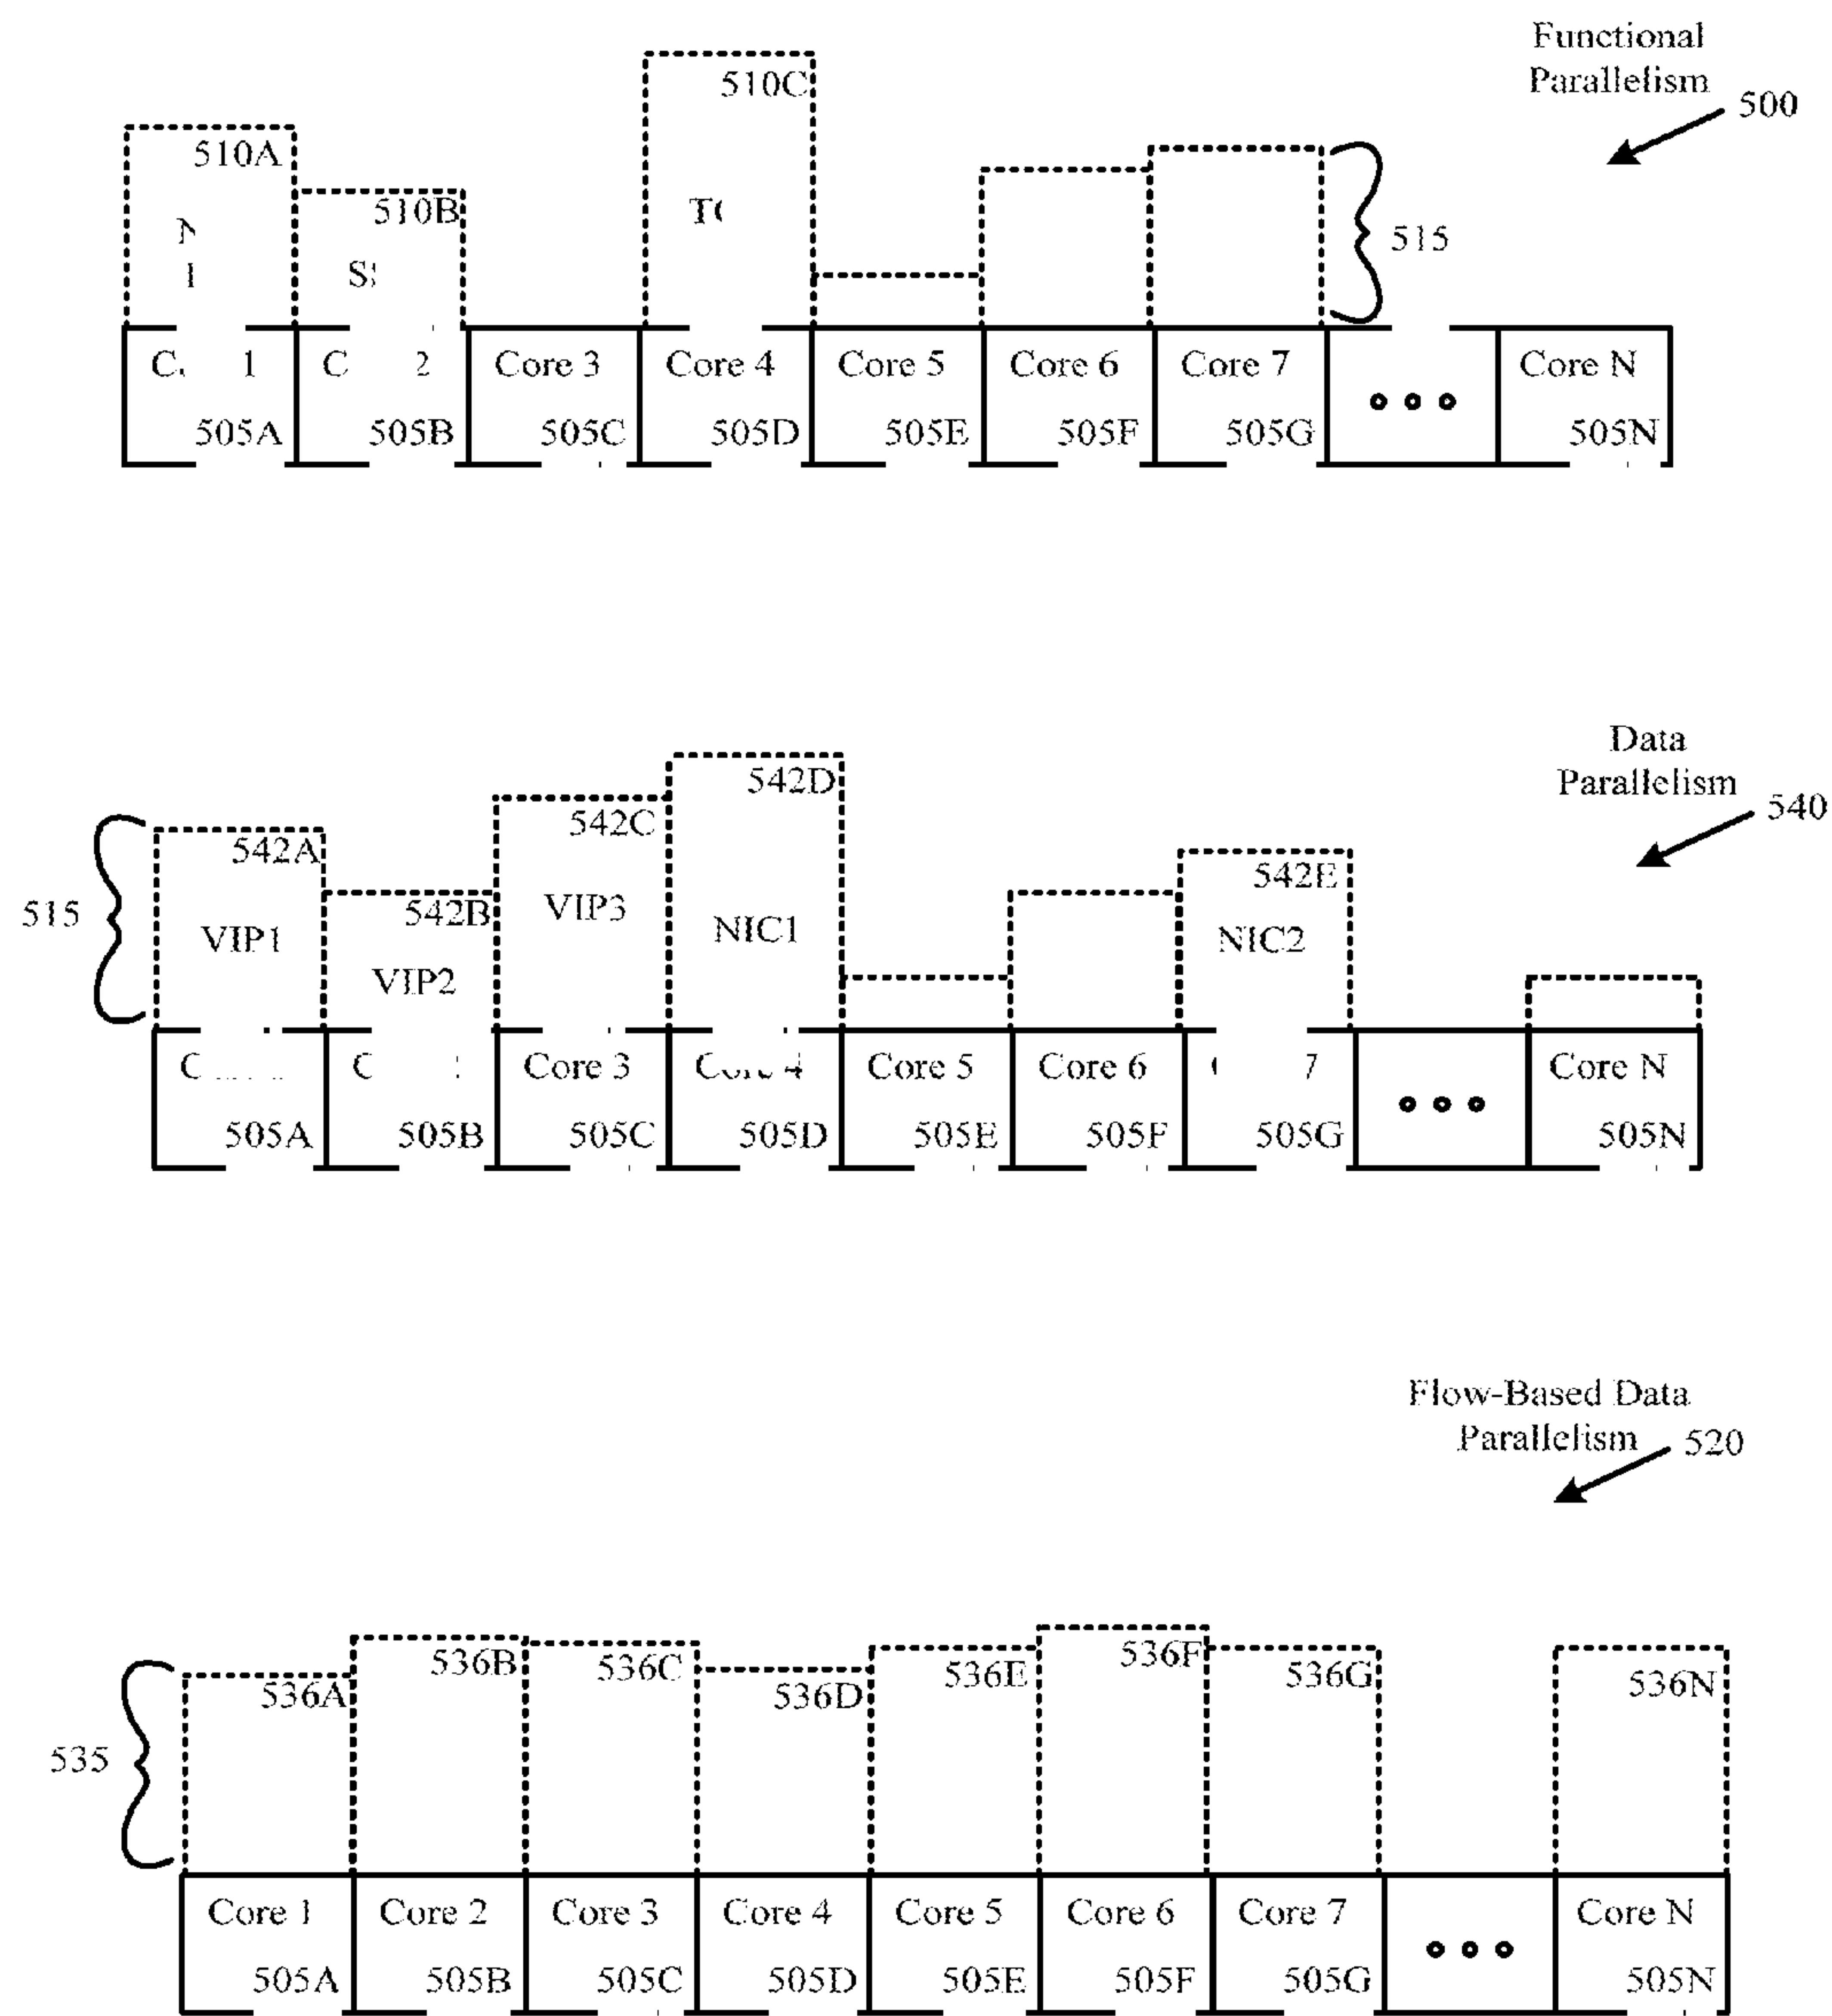 Functional
Parallelism
500
510A
510B
510C
515
1
2
Core 3
Core 4
Core 5
Core 6
Core 7
Core N
505A
505B
505C
505D
505E
505F
505G
505N
Data
Parallelism
540
515
542A
542B
542C
542D
542E
VIP1
VIP2
VIP3
NIC1
NIC2
Core 3
Core 5
Core 6
7
Core N
505A
505B
505C
505D
505E
505F
505G
505N
Flow-Based Data
Parallelism
520
535
536A
536B
536C
536D
536E
536F
536G
536N
Core 1
Core 2
Core 3
Core 4
Core 5
Core 6
Core 7
Core N
505A
505B
505C
505D
505E
505F
505G
505N